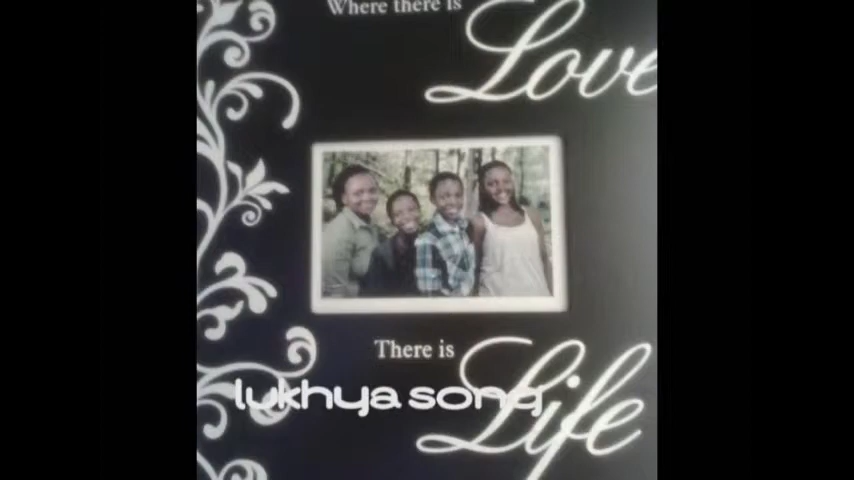 Where there is
Love
There is
Life
lukhya song